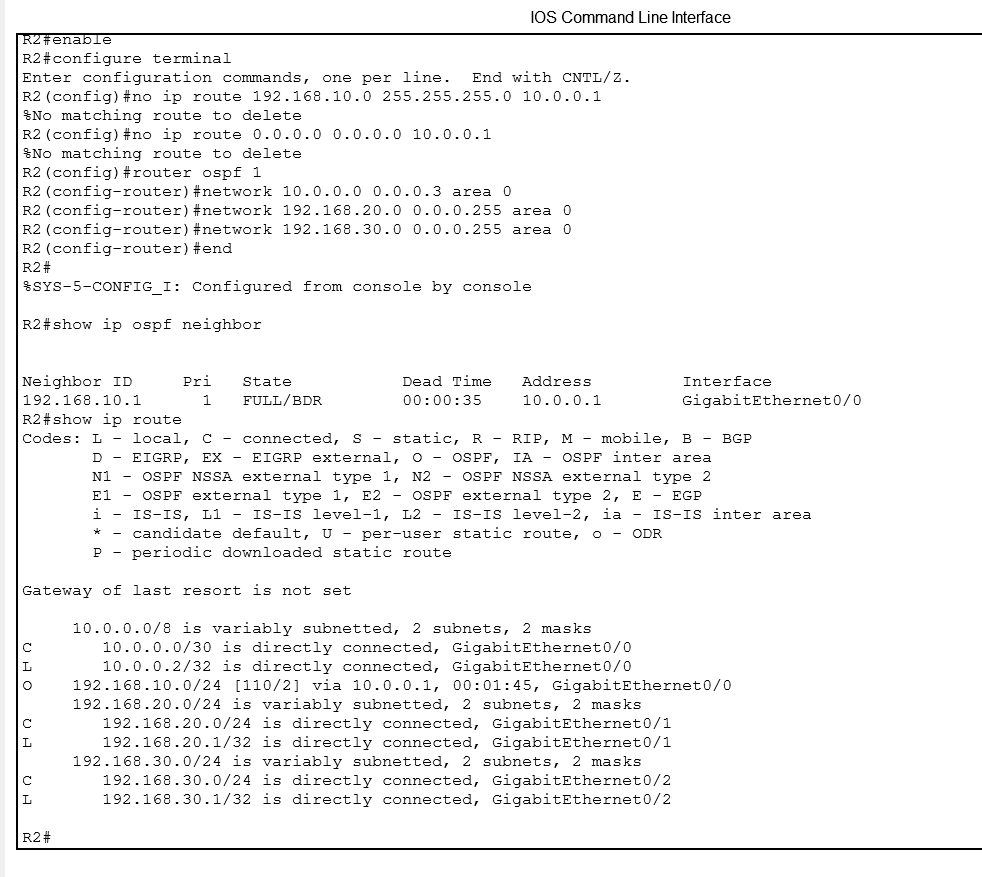 IOS Command Line Interface
R2#enable
R2#configure terminal
Enter configuration commands, one per line.  End with CNTL/Z.
R2(config)#no ip route 192.168.10.0 255.255.255.0 10.0.0.1
%No matching route to delete
R2(config)#no ip route 0.0.0.0 0.0.0.0 10.0.0.1
%No matching route to delete
R2(config)#router ospf 1
R2(config-router)#network 10.0.0.0 0.0.0.3 area 0
R2(config-router)#network 192.168.20.0 0.0.0.255 area 0
R2(config-router)#network 192.168.30.0 0.0.0.255 area 0
R2(config-router)#end
R2#
%SYS-5-CONFIG_I: Configured from console by console
R2#show ip ospf neighbor
Neighbor ID     Pri   State           Dead Time   Address         Interface
192.168.10.1      1   FULL/BDR        00:00:35    10.0.0.1        GigabitEthernet0/0
R2#show ip route
Codes: L - local, C - connected, S - static, R - RIP, M - mobile, B - BGP
       D - EIGRP, EX - EIGRP external, O - OSPF, IA - OSPF inter area
       N1 - OSPF NSSA external type 1, N2 - OSPF NSSA external type 2
       E1 - OSPF external type 1, E2 - OSPF external type 2, E - EGP
       i - IS-IS, L1 - IS-IS level-1, L2 - IS-IS level-2, ia - IS-IS inter area
       * - candidate default, U - per-user static route, o - ODR
       P - periodic downloaded static route
Gateway of last resort is not set
     10.0.0.0/8 is variably subnetted, 2 subnets, 2 masks
C       10.0.0.0/30 is directly connected, GigabitEthernet0/0
L       10.0.0.2/32 is directly connected, GigabitEthernet0/0
O    192.168.10.0/24 [110/2] via 10.0.0.1, 00:01:45, GigabitEthernet0/0
     192.168.20.0/24 is variably subnetted, 2 subnets, 2 masks
C       192.168.20.0/24 is directly connected, GigabitEthernet0/1
L       192.168.20.1/32 is directly connected, GigabitEthernet0/1
     192.168.30.0/24 is variably subnetted, 2 subnets, 2 masks
C       192.168.30.0/24 is directly connected, GigabitEthernet0/2
L       192.168.30.1/32 is directly connected, GigabitEthernet0/2
R2#